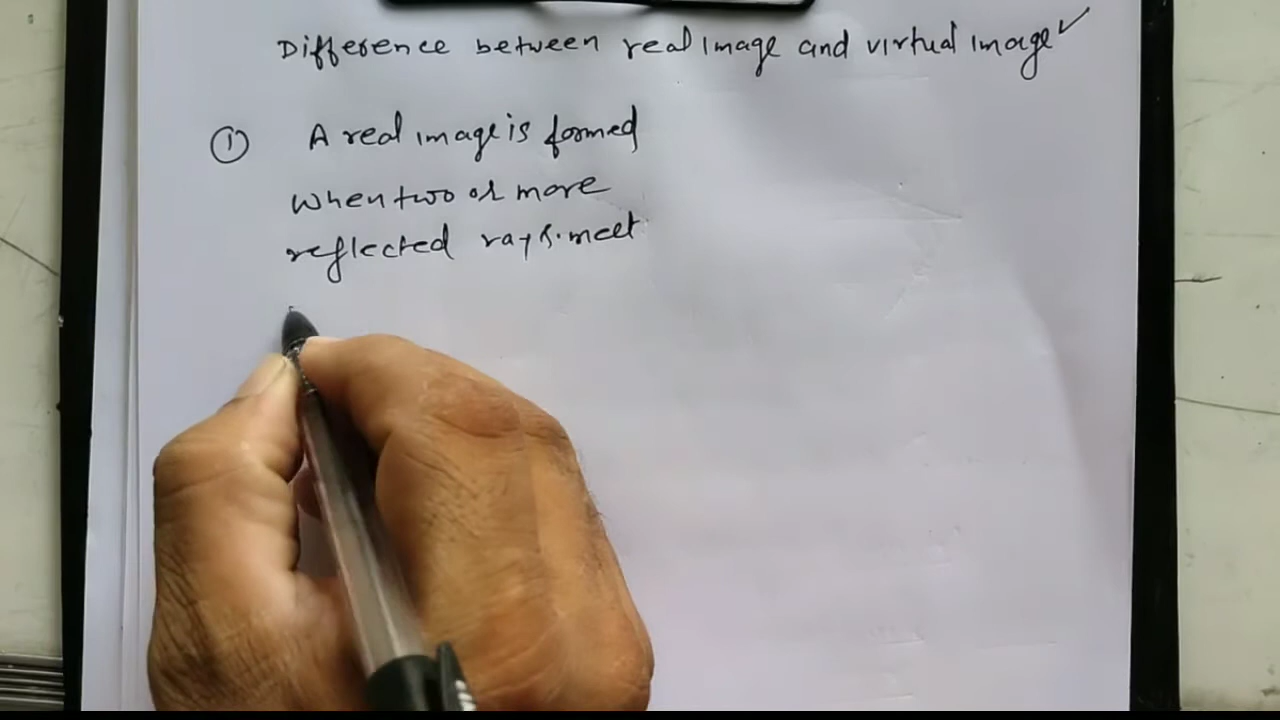 Difference between real image and virtual image ✓
① A real image is formed
when two or more
reflected rays meet